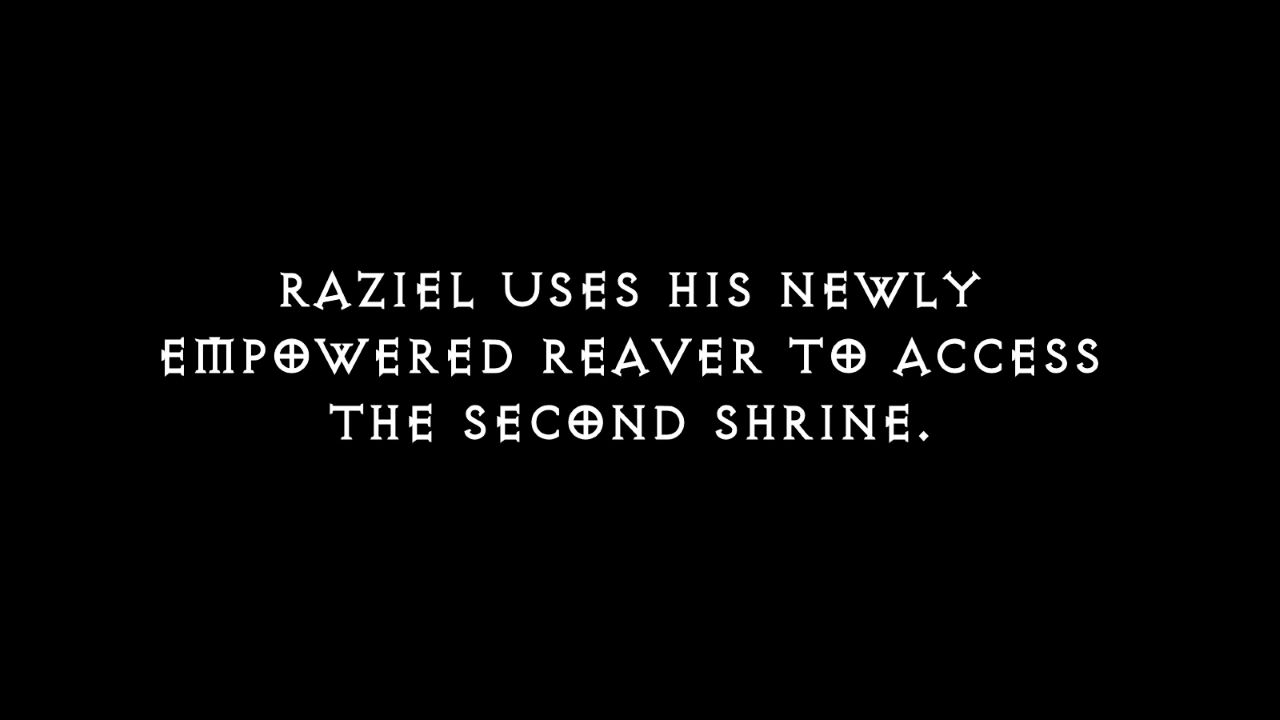 RAZIEL USES HIS NEWLY
EMPOWERED REAVER TO ACCESS
THE SECOND SHRINE.